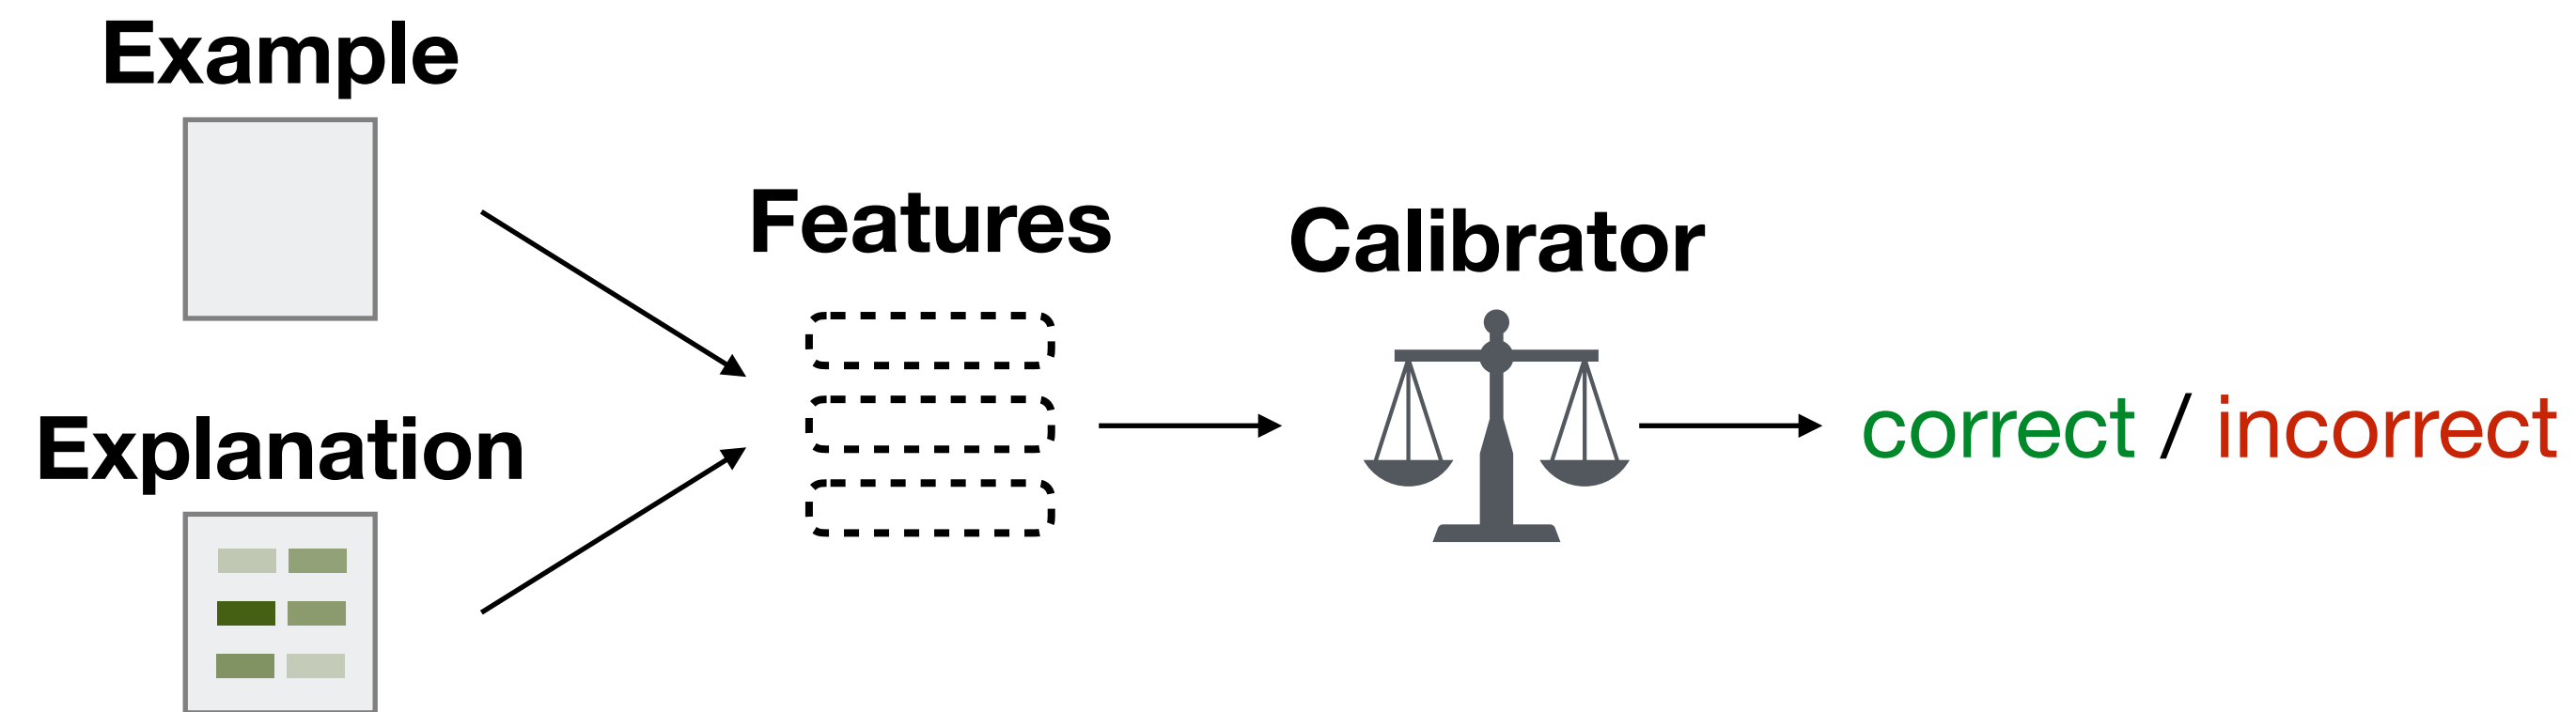 Example
Explanation
Features
Calibrator
correct / incorrect